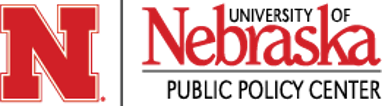 N
UNIVERSITY OF
Nebraska
PUBLIC POLICY CENTER